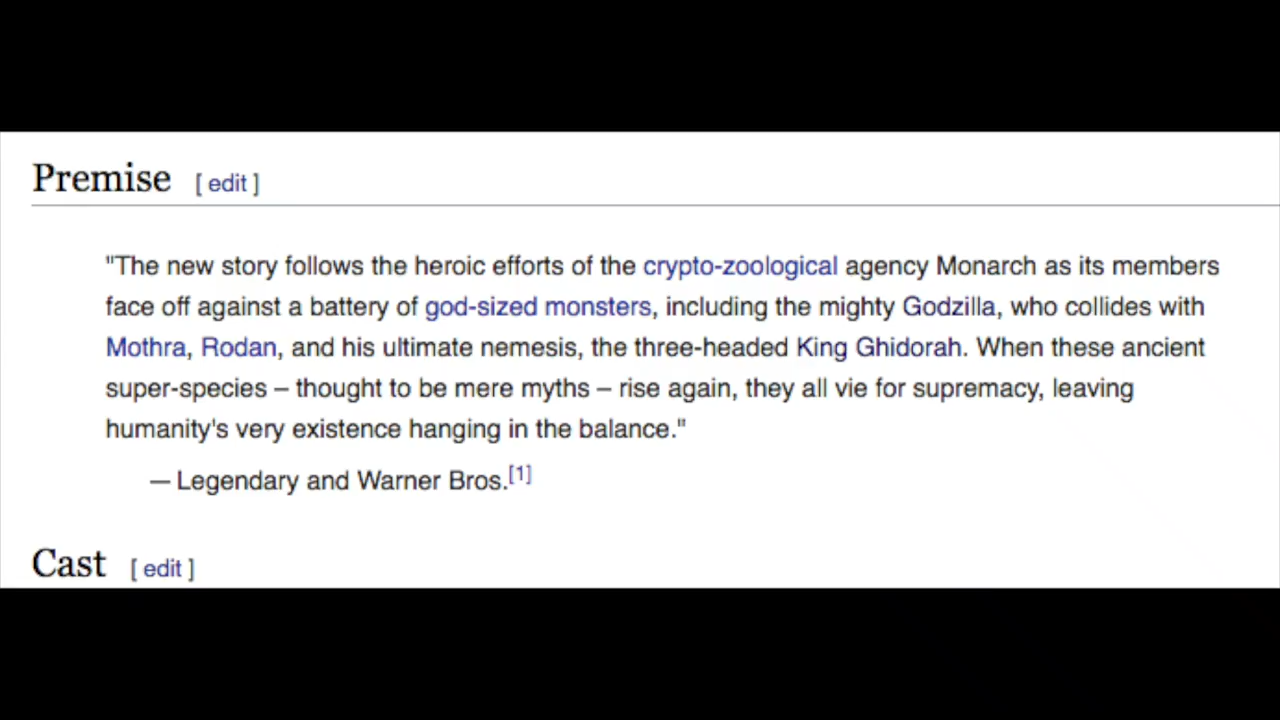 Premise [ edit ]
"The new story follows the heroic efforts of the crypto-zoological agency Monarch as its members
face off against a battery of god-sized monsters, including the mighty Godzilla, who collides with
Mothra, Rodan, and his ultimate nemesis, the three-headed King Ghidorah. When these ancient
super-species – thought to be mere myths – rise again, they all vie for supremacy, leaving
humanity's very existence hanging in the balance."
— Legendary and Warner Bros.[1]
Cast [ edit ]